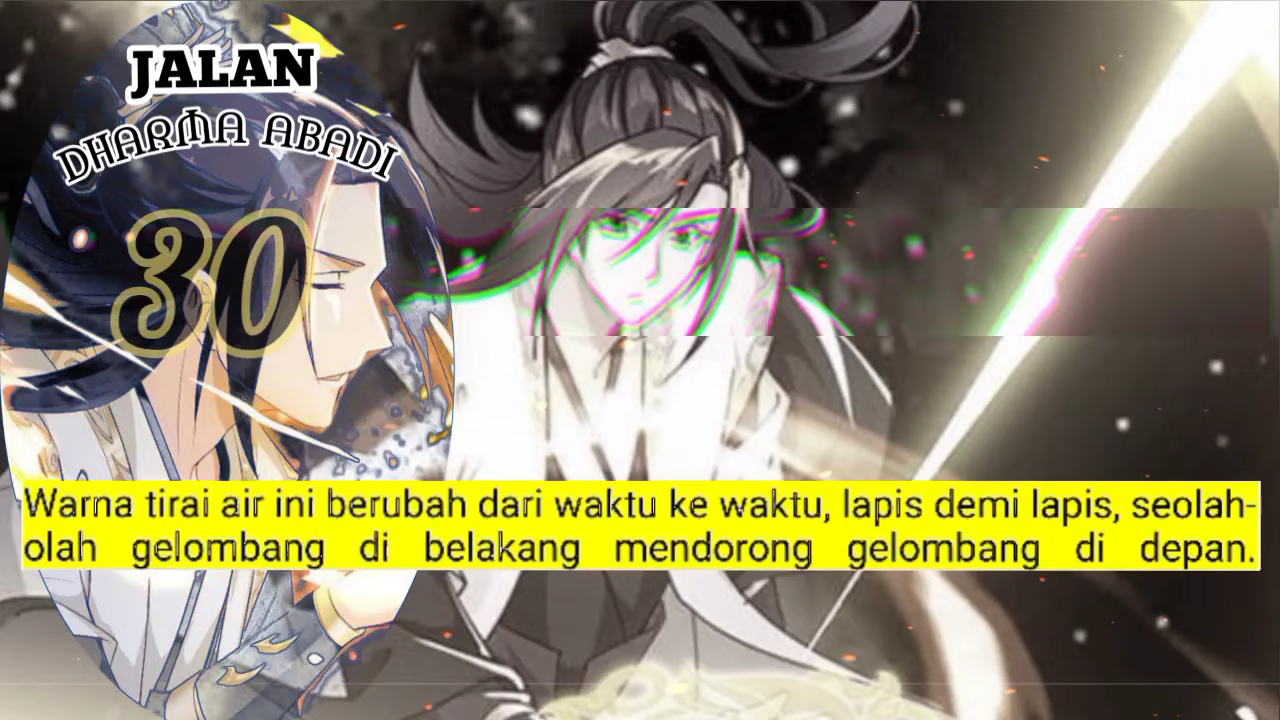 JALAN
DHARMA ABADI
30
Warna tirai air ini berubah dari waktu ke waktu, lapis demi lapis, seolah-
olah gelombang di belakang mendorong gelombang di depan.